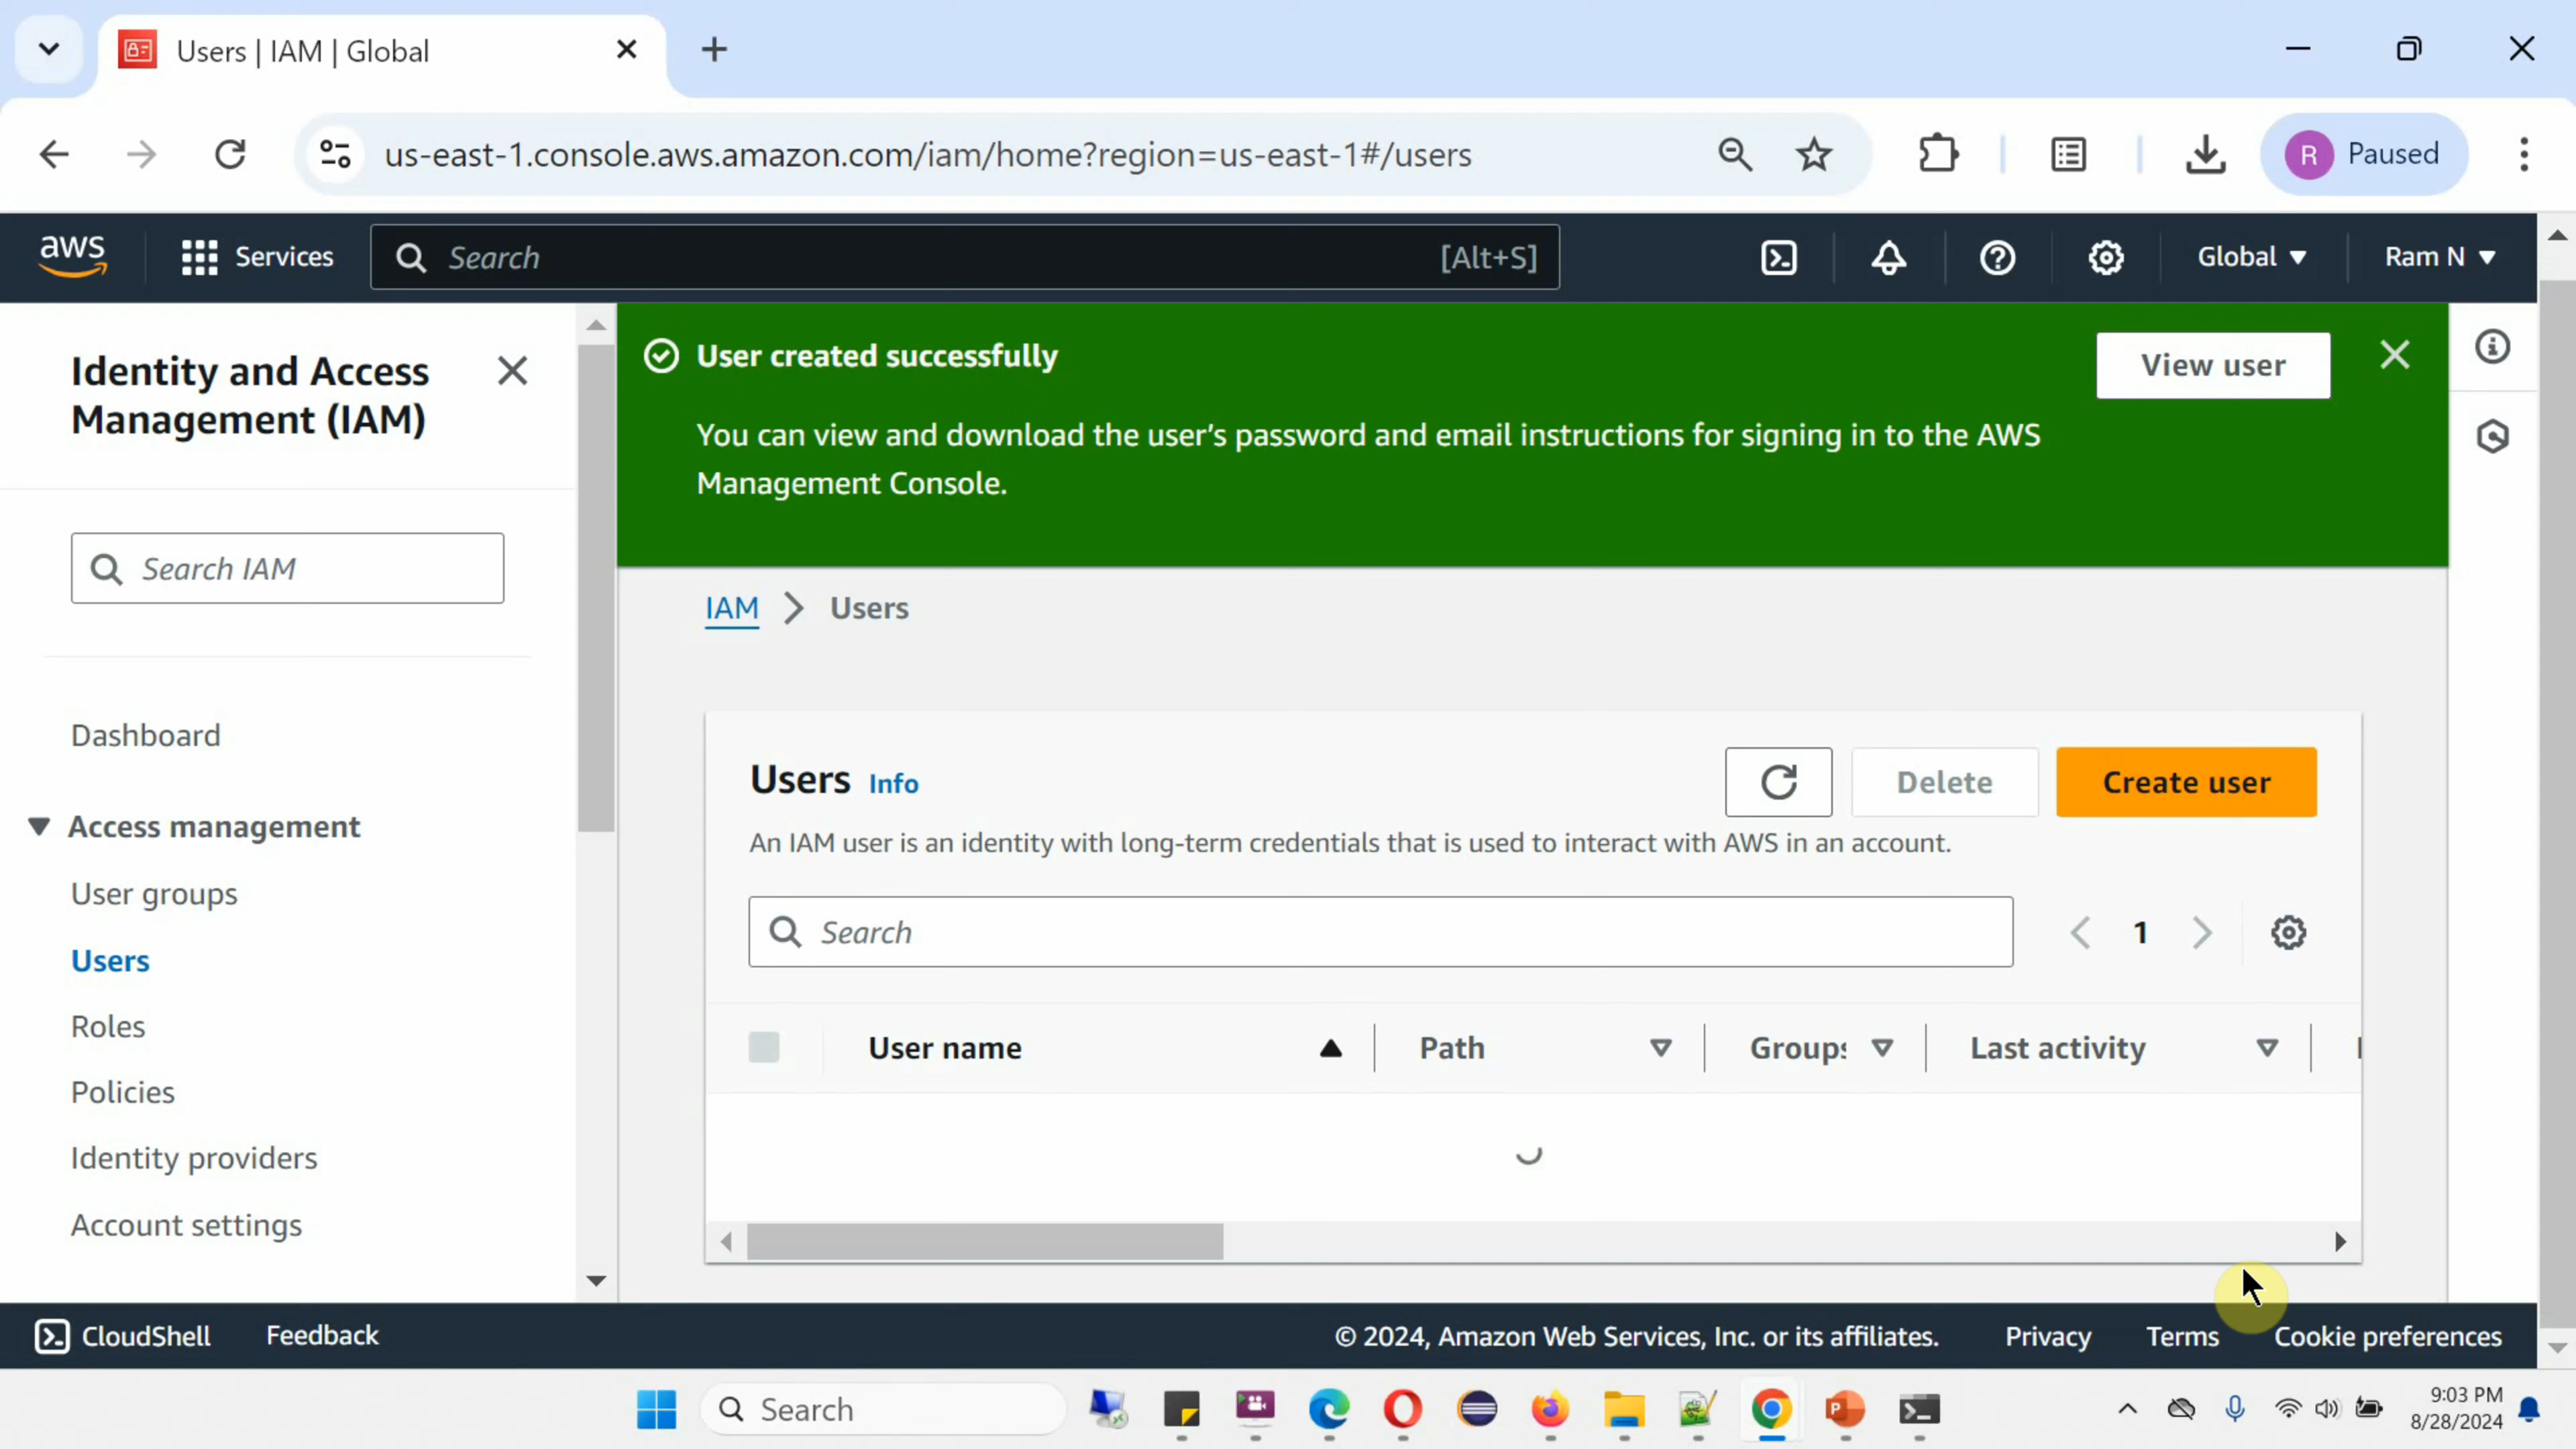 Users | IAM | Global
us-east-1.console.aws.amazon.com/iam/home?region=us-east-1#/users
R Paused
aws Services Search [Alt+S] Global Ram N
Identity and Access
Management (IAM)
Search IAM
Dashboard
Access management
User groups
Users
Roles
Policies
Identity providers
Account settings
User created successfully
View user
You can view and download the user's password and email instructions for signing in to the AWS
Management Console.
IAM > Users
Users Info
Delete
Create user
An IAM user is an identity with long-term credentials that is used to interact with AWS in an account.
Search
1
User name Path Groups Last activity
CloudShell Feedback © 2024, Amazon Web Services, Inc. or its affiliates. Privacy Terms Cookie preferences
Search
9:03 PM
8/28/2024